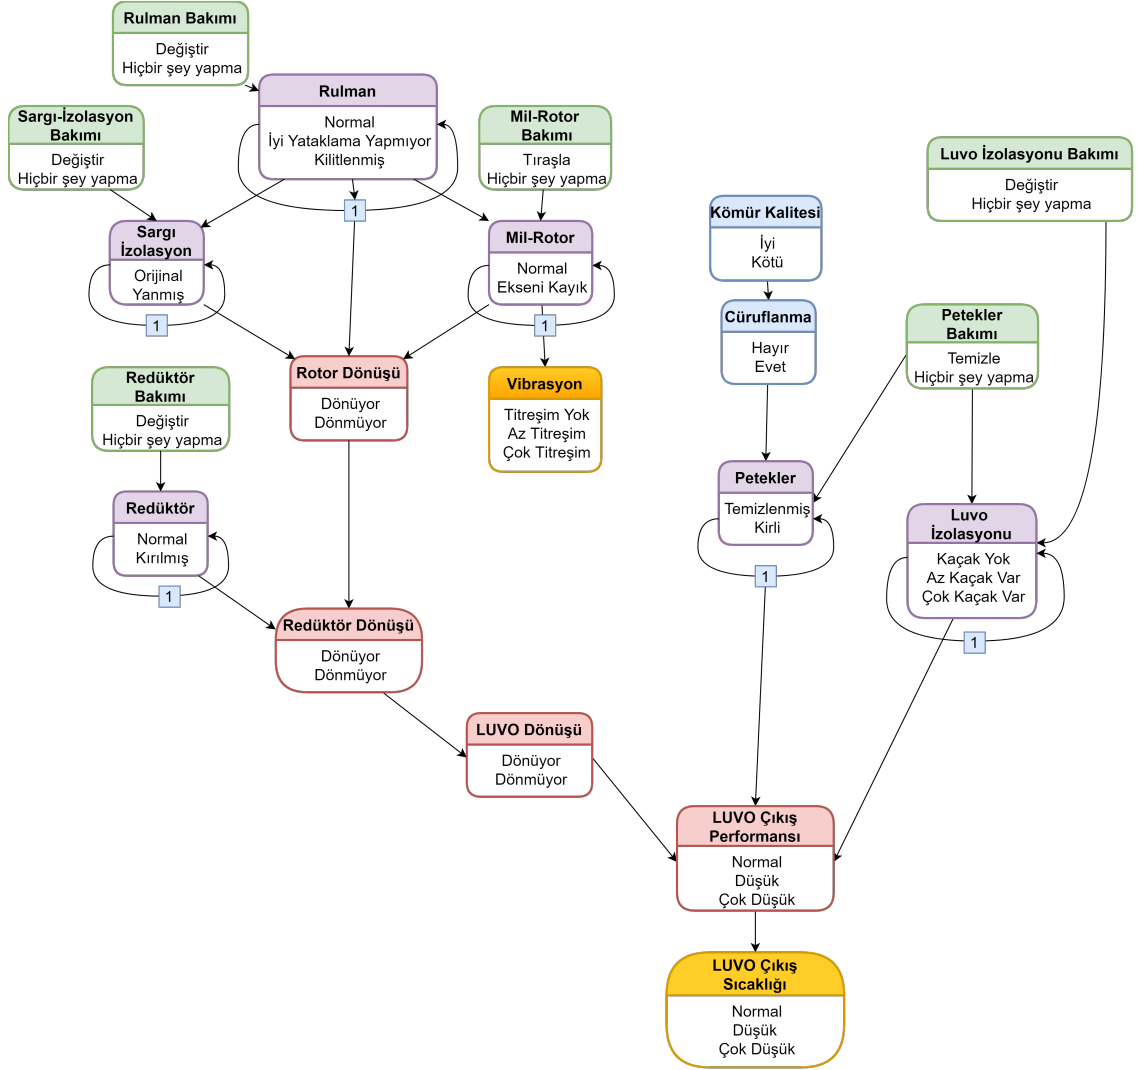 Rulman Bakımı
Değiştir
Hiçbir şey yapma
Rulman
Normal
İyi Yataklama Yapmıyor
Kilitlenmiş
Sargı-İzolasyon
Bakımı
Değiştir
Hiçbir şey yapma
Mil-Rotor
Bakımı
Tıraşla
Hiçbir şey yapma
Luvo İzolasyonu Bakımı
Değiştir
Hiçbir şey yapma
1
Sargı
İzolasyon
Orijinal
Yanmış
1
Mil-Rotor
Normal
Ekseni Kayık
1
Kömür Kalitesi
İyi
Kötü
Cüruflanma
Hayır
Evet
Petekler
Bakımı
Temizle
Hiçbir şey yapma
Redüktör
Bakımı
Değiştir
Hiçbir şey yapma
Rotor Dönüşü
Dönüyor
Dönmüyor
Vibrasyon
Titreşim Yok
Az Titreşim
Çok Titreşim
Petekler
Temizlenmiş
Kirli
1
Redüktör
Normal
Kırılmış
1
Luvo
İzolasyonu
Kaçak Yok
Az Kaçak Var
Çok Kaçak Var
1
Redüktör Dönüşü
Dönüyor
Dönmüyor
LUVO Dönüşü
Dönüyor
Dönmüyor
LUVO Çıkış
Performansı
Normal
Düşük
Çok Düşük
LUVO Çıkış
Sıcaklığı
Normal
Düşük
Çok Düşük